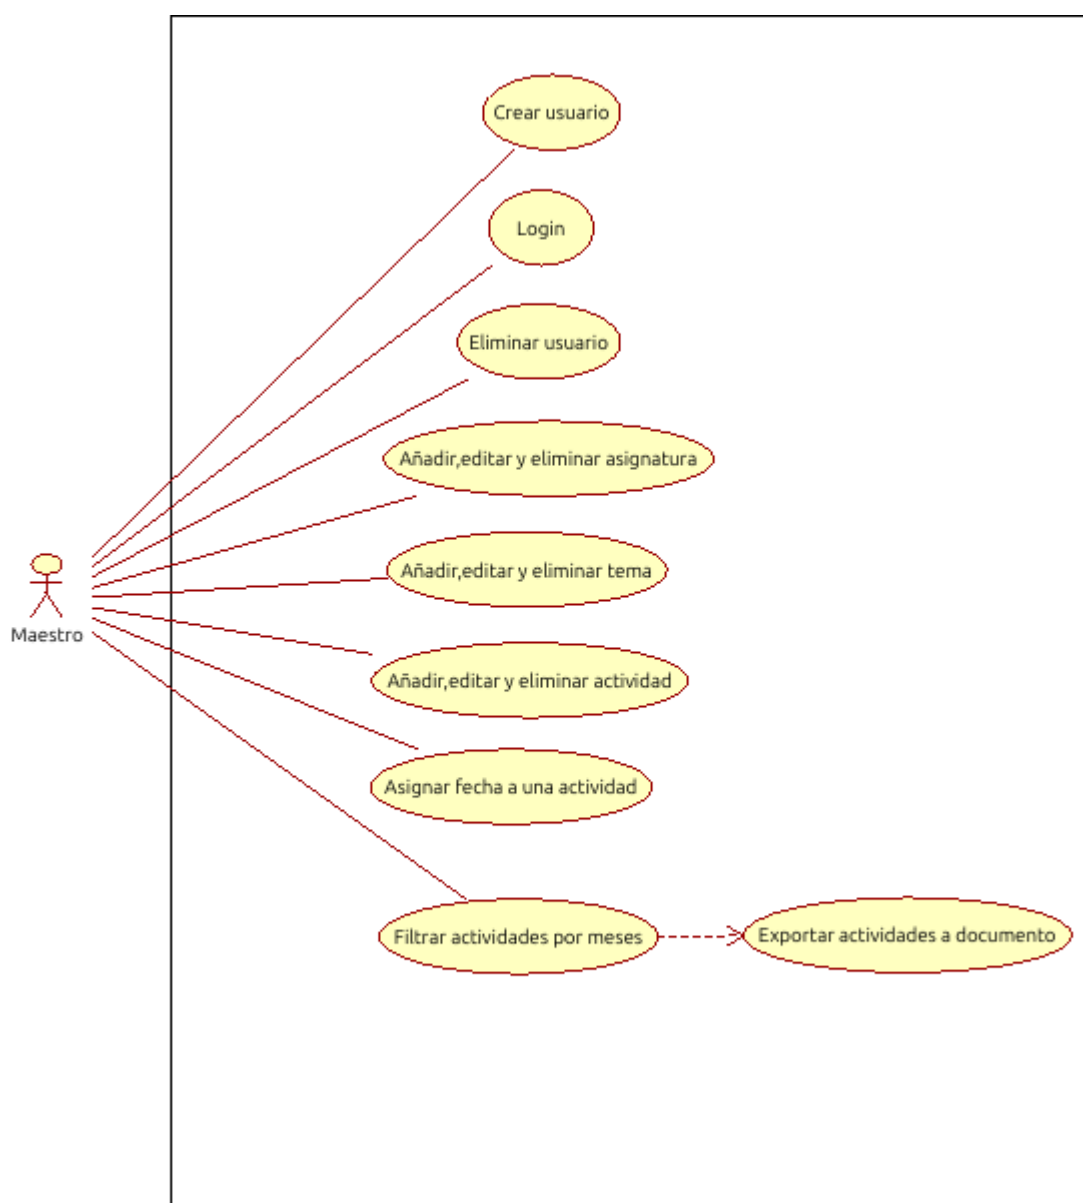 Crear usuario
Login
Eliminar usuario
Añadir,editar y eliminar asignatura
Añadir,editar y eliminar tema
Maestro
Añadir,editar y eliminar actividad
Asignar fecha a una actividad
Filtrar actividades por meses
Exportar actividades a documento